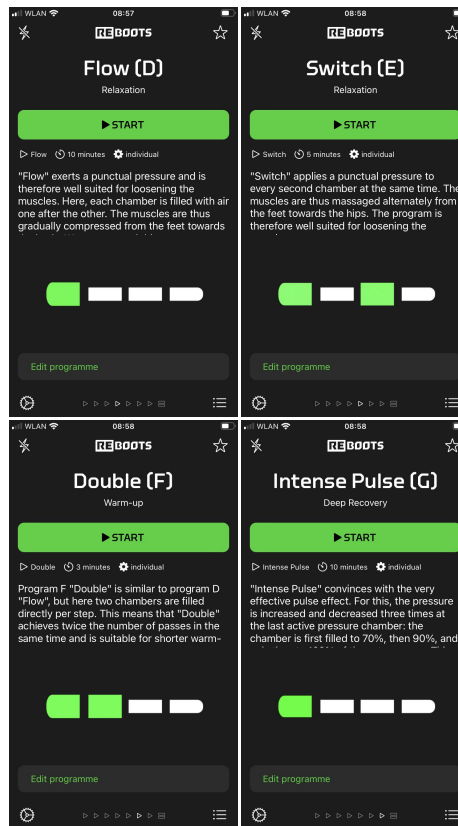 WLAN 08:57
REBOOTS
Flow (D)
Relaxation
START
Flow 10 minutes individual
"Flow" exerts a punctual pressure and is
therefore well suited for loosening the
muscles. Here, each chamber is filled with air
one after the other. The muscles are thus
gradually compressed from the feet towards
Edit programme
WLAN 08:58
REBOOTS
Switch (E)
Relaxation
START
Switch 5 minutes individual
"Switch" applies a punctual pressure to
every second chamber at the same time. The
muscles are thus massaged alternately from
the feet towards the hips. The program is
therefore well suited for loosening the
Edit programme
WLAN 08:58
REBOOTS
Double (F)
Warm-up
START
Double 3 minutes individual
Program F "Double" is similar to program D
"Flow", but here two chambers are filled
directly per step. This means that "Double"
achieves twice the number of passes in the
same time and is suitable for shorter warm-
Edit programme
WLAN 08:58
REBOOTS
Intense Pulse (G)
Deep Recovery
START
Intense Pulse 10 minutes individual
"Intense Pulse" convinces with the very
effective pulse effect. For this, the pressure
is increased and decreased three times at
the last active pressure chamber: the
chamber is first filled to 70%, then 90%, and
Edit programme